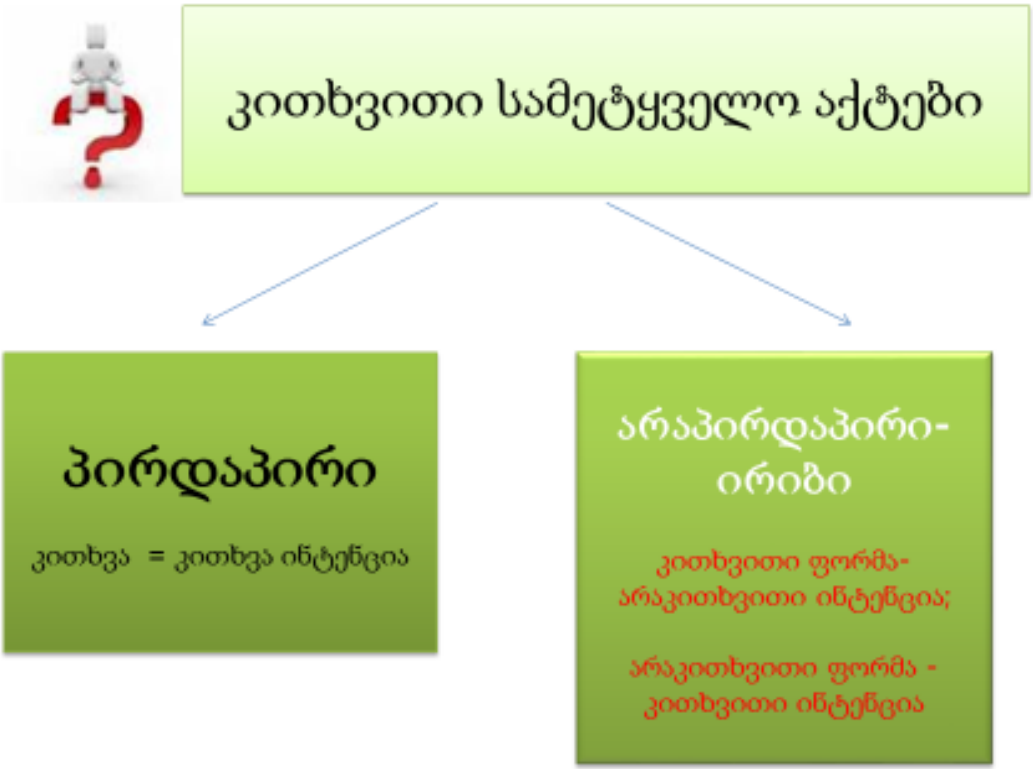 კითხვითი სამეტყველო აქტები
პირდაპირი
კითხვა = კითხვა ინტენცია
არაპირდაპირი-
ირიბი
კითხვითი ფორმა-
არაკითხვითი ინტენცია;
არაკითხვითი ფორმა -
კითხვითი ინტენცია